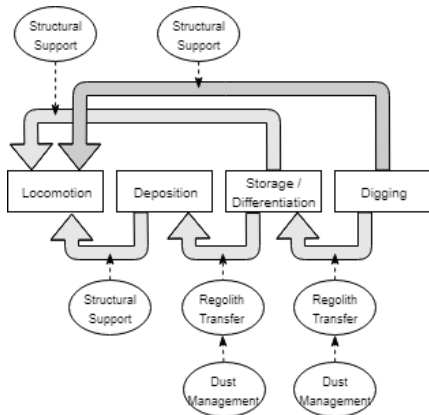 Structural
Support
Structural
Support
Locomotion
Deposition
Storage /
Differentiation
Digging
Structural
Support
Regolith
Transfer
Regolith
Transfer
Dust
Management
Dust
Management